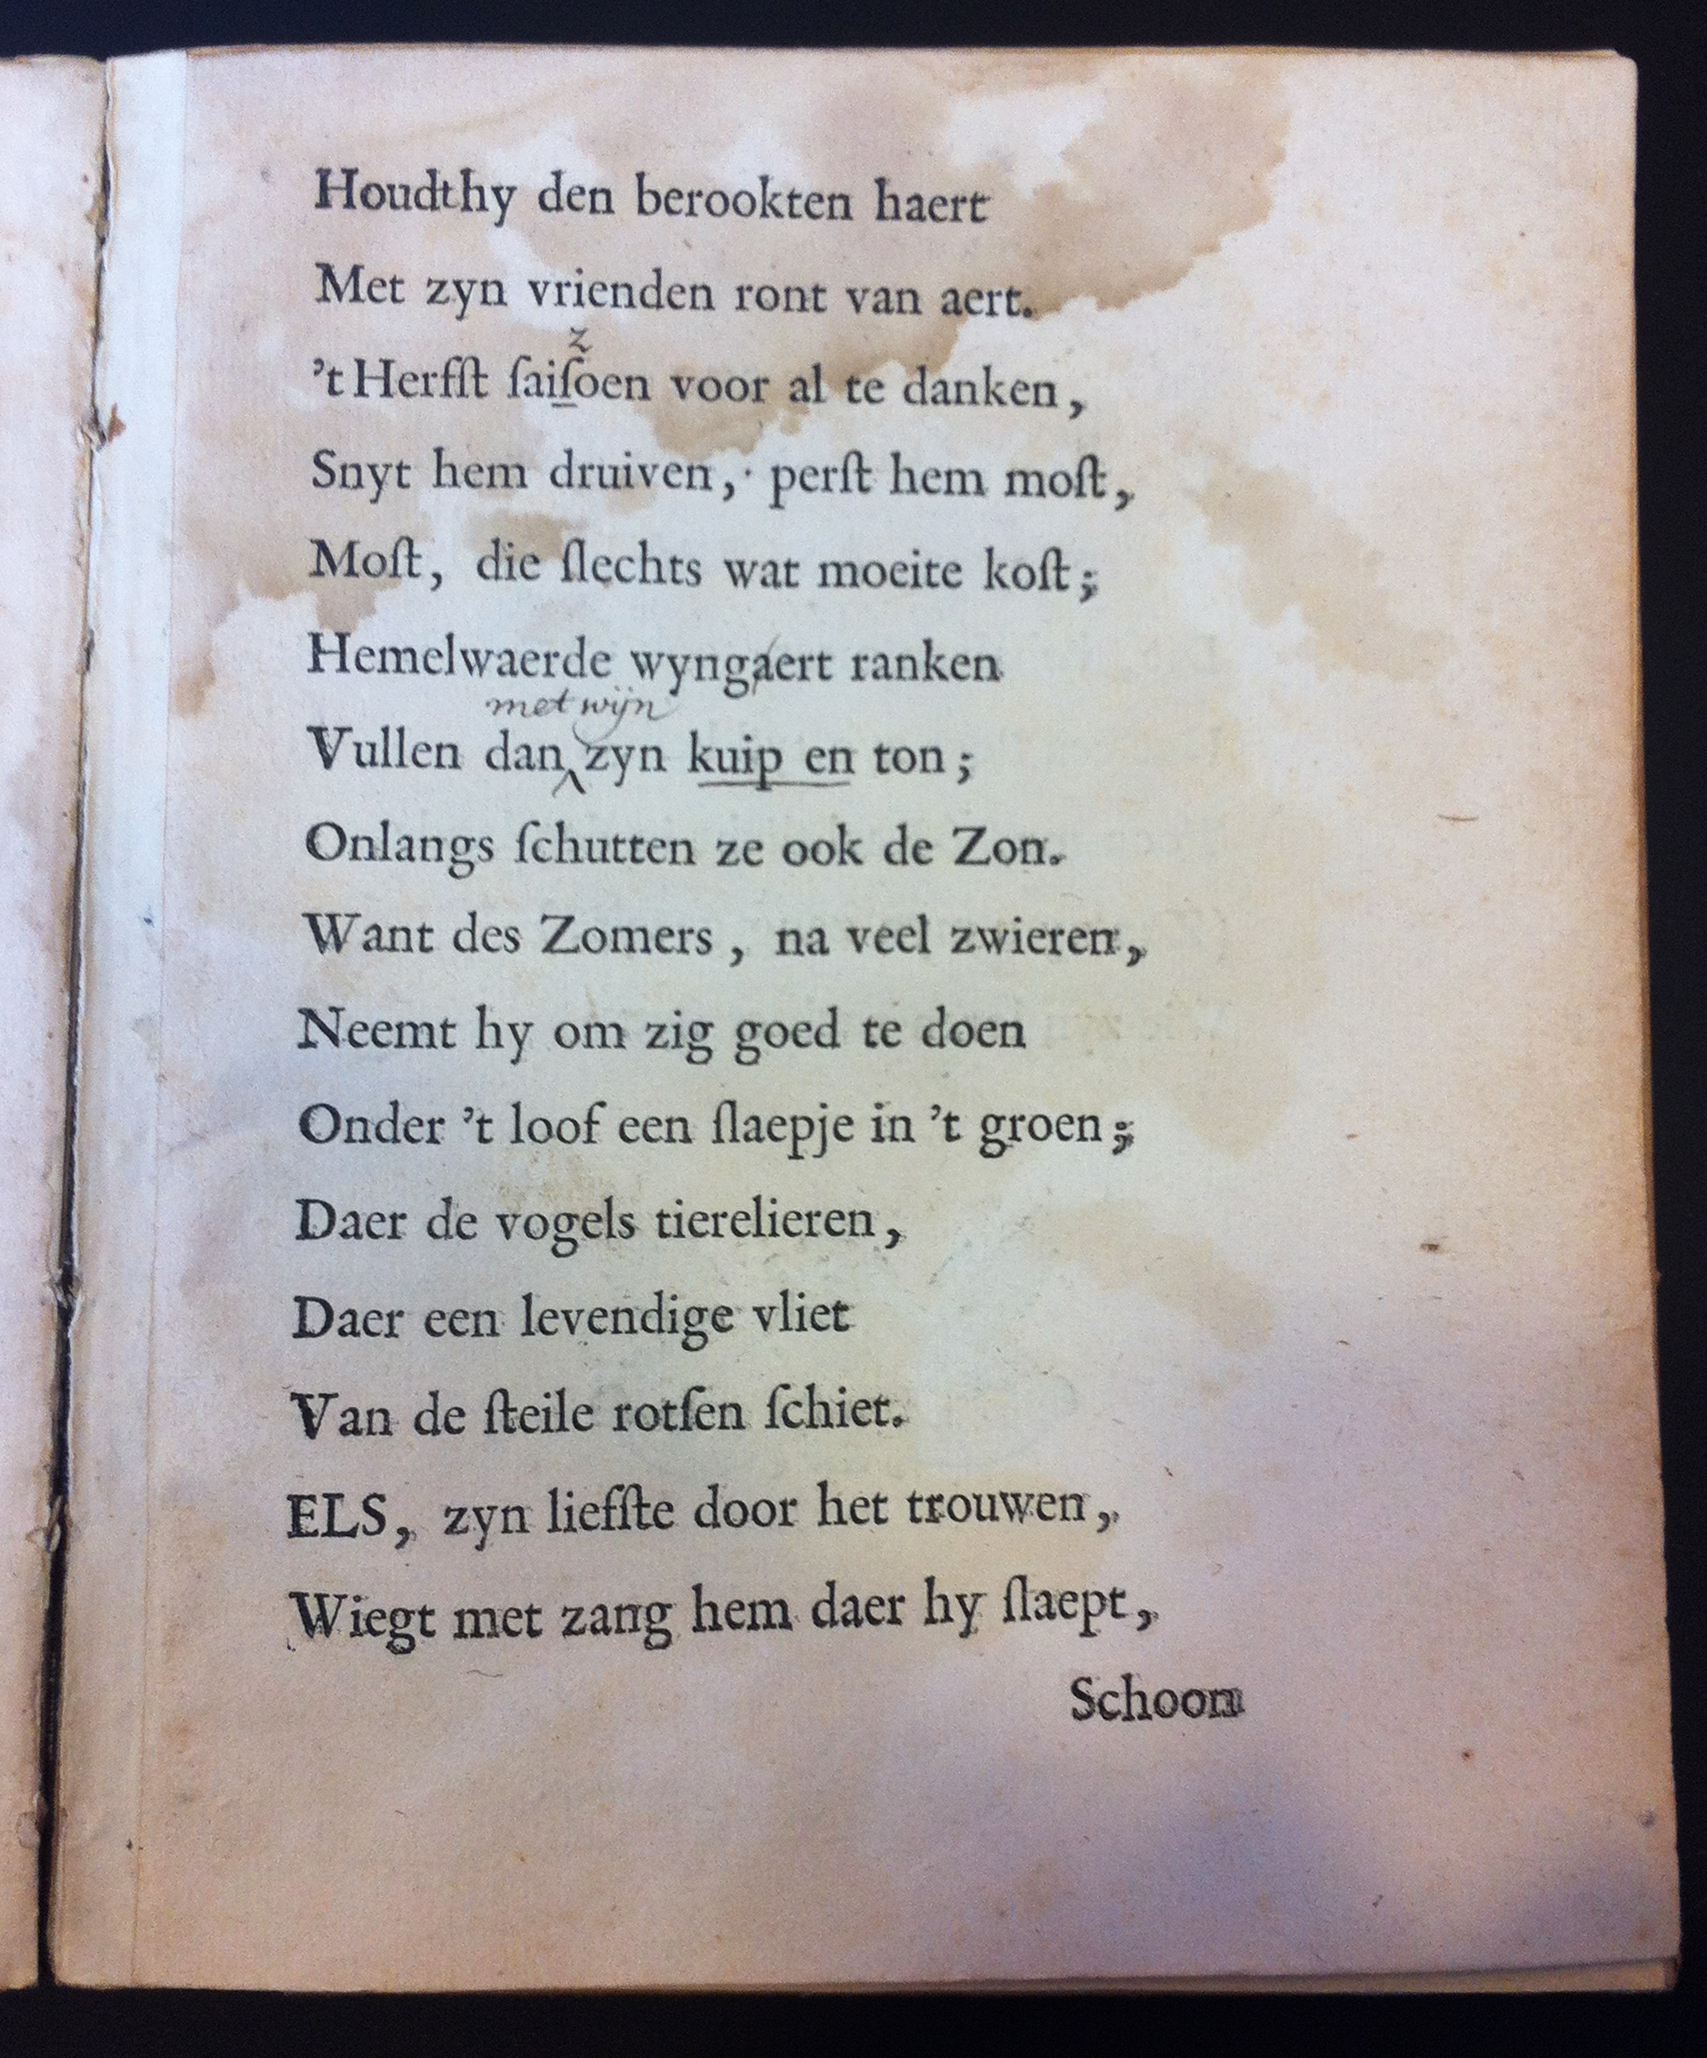 Houdt hy den berookten haert
Met zyn vrienden ront van aert.
z
't Herfſt ſaiſoen voor al te danken,
Snyt hem druiven, perſt hem moſt,
Moſt, die ſlechts wat moeite koſt;
Hemelwaerde wyngaert ranken
met wijn
Vullen dan zyn kuip en ton;
Onlangs ſchutten ze ook de Zon.
Want des Zomers, na veel zwieren,
Neemt hy om zig goed te doen
Onder 't loof een ſlaepje in 't groen;
Daer de vogels tierelieren,
Daer een levendige vliet
Van de ſteile rotſen ſchiet.
ELS, zyn liefſte door het trouwen,
Wiegt met zang hem daer hy ſlaept,
Schoon